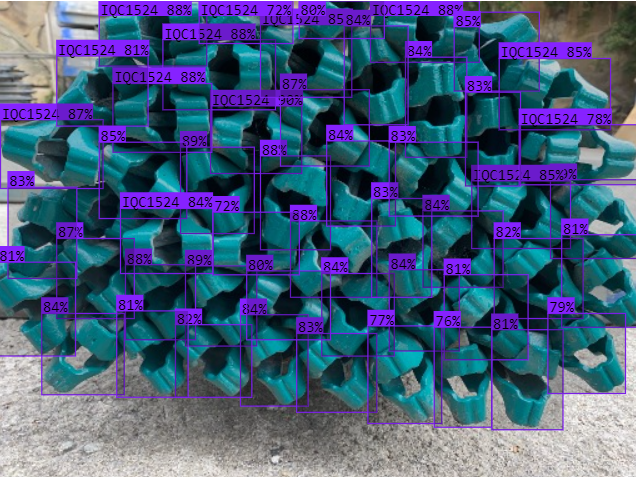 IQC1524 88%
IQC1524 72%
80%
IQC1524 88%
IQC1524 85
84%
85%
IQC1524 88%
IQC1524 81%
84%
IQC1524 85%
IQC1524 88%
87%
83%
IQC1524 90%
IQC1524 87%
IQC1524 78%
85%
89%
88%
84%
83%
83%
IQC1524 85%
9%
IQC1524 84%
72%
88%
83%
84%
87%
82%
81%
81%
88%
89%
80%
84%
84%
81%
84%
81%
82%
84%
83%
77%
76%
81%
79%